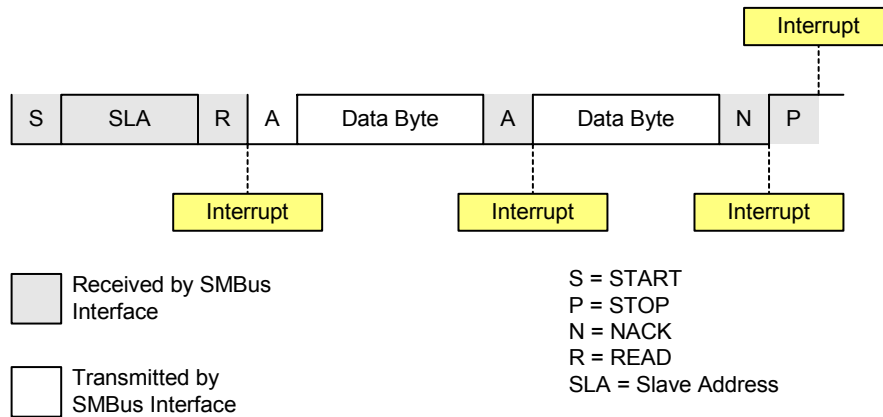 Interrupt
S SLA R A Data Byte A Data Byte N P
Interrupt Interrupt Interrupt
Received by SMBus
Interface
Transmitted by
SMBus Interface
S = START
P = STOP
N = NACK
R = READ
SLA = Slave Address